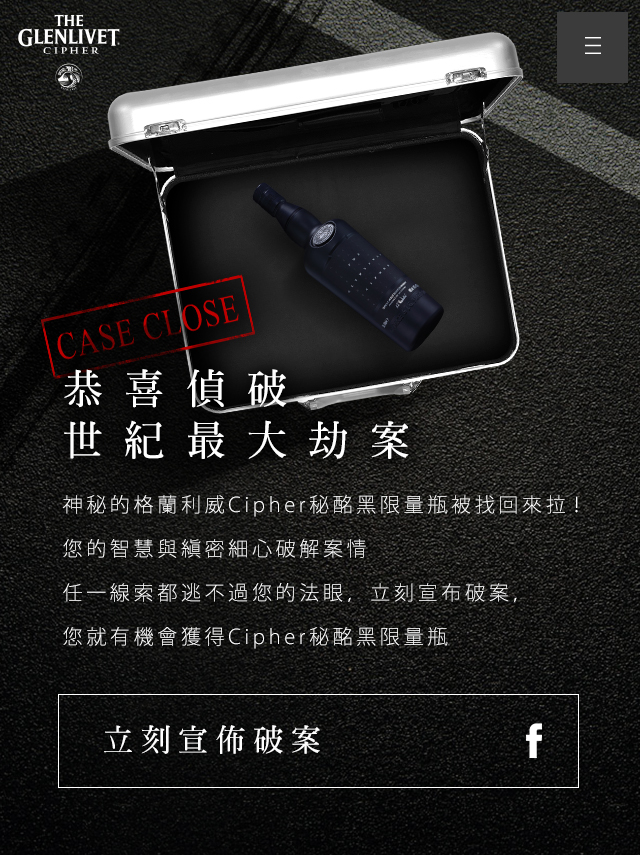 THE
GLENLIVET
CIPHER
CASE CLOSE
恭喜偵破
世紀最大劫案
神秘的格蘭利威Cipher秘酩黑限量瓶被找回來拉！
您的智慧與縝密細心破解案情
任一線索都逃不過您的法眼，立刻宣布破案，
您就有機會獲得Cipher秘酩黑限量瓶
立刻宣佈破案